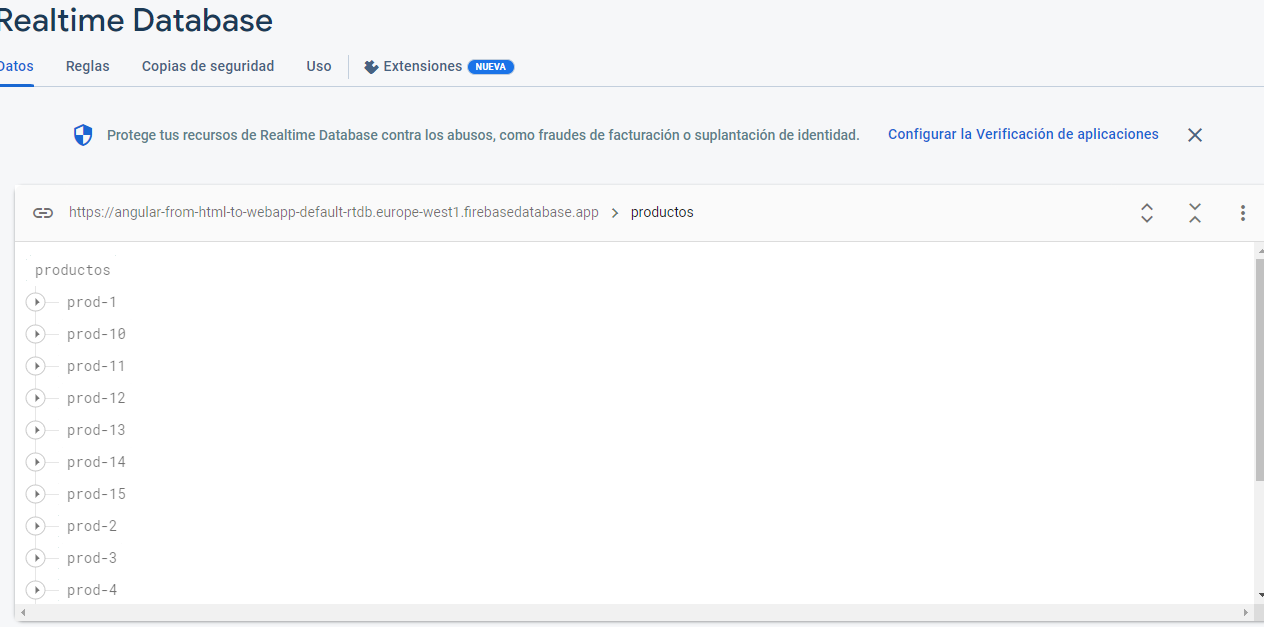 Realtime Database
Datos Reglas Copias de seguridad Uso Extensiones NUEVA
Protege tus recursos de Realtime Database contra los abusos, como fraudes de facturación o suplantación de identidad. Configurar la Verificación de aplicaciones
https://angular-from-html-to-webapp-default-rtdb.europe-west1.firebasedatabase.app > productos
productos
prod-1
prod-10
prod-11
prod-12
prod-13
prod-14
prod-15
prod-2
prod-3
prod-4